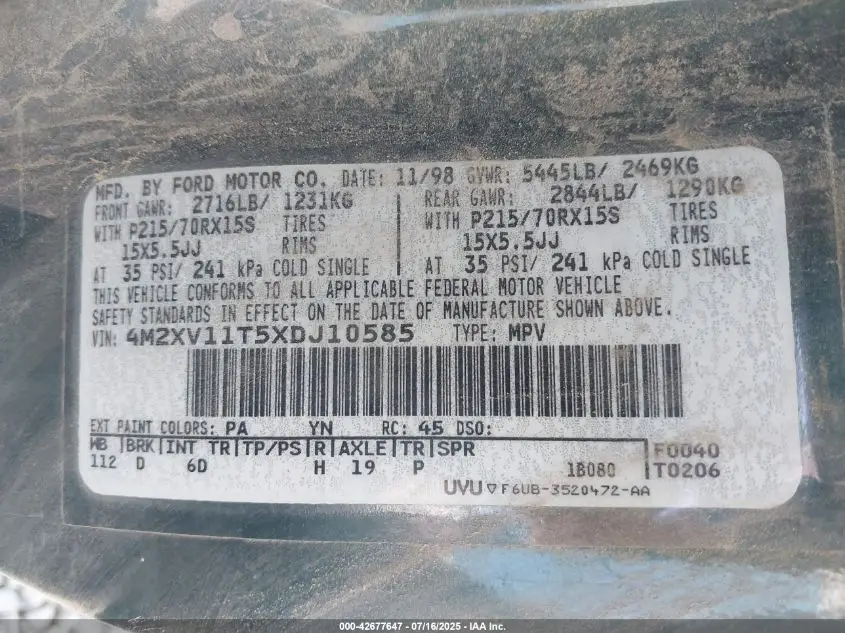 MFD. BY FORD MOTOR CO. DATE: 11/98 GVWR: 5445LB/ 2469KG
FRONT GAWR: 2716LB/ 1231KG
WITH P215/70RX15S TIRES
15X5.5JJ RIMS
AT 35 PSI/ 241 kPa COLD SINGLE
REAR GAWR: 2844LB/ 1290KG
WITH P215/70RX15S TIRES
15X5.5JJ RIMS
AT 35 PSI/ 241 kPa COLD SINGLE
THIS VEHICLE CONFORMS TO ALL APPLICABLE FEDERAL MOTOR VEHICLE
SAFETY STANDARDS IN EFFECT ON THE DATE OF MANUFACTURE SHOWN ABOVE.
VIN: 4M2XV11T5XDJ10585 TYPE: MPV
EXT PAINT COLORS: PA YN RC: 45 DSO:
WB |BRK|INT TR|TP/PS|R|AXLE|TR|SPR
112 D 6D H 19 P 1B080
F0040
T0206
UVU F6UB-3520472-AA
000-42677647 - 07/16/2025 - IAA Inc.